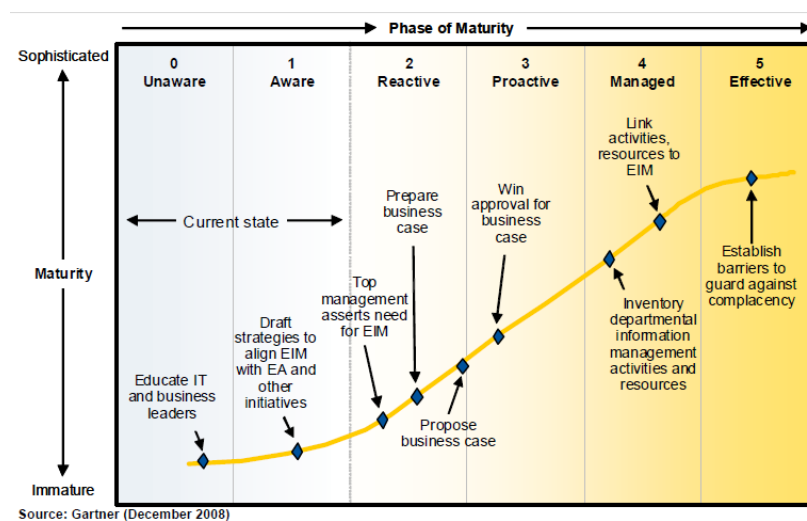 Phase of Maturity
Sophisticated
0
Unaware
1
Aware
2
Reactive
3
Proactive
4
Managed
5
Effective
Link
activities,
resources to
EIM
Win
approval for
business
case
Prepare
business
case
Current state
Maturity
Top
management
asserts need
for EIM
Establish
barriers to
guard against
complacency
Draft
strategies to
align EIM
with EA and
other
initiatives
Inventory
departmental
information
management
activities and
resources
Educate IT
and business
leaders
Propose
business case
Immature
Source: Gartner (December 2008)